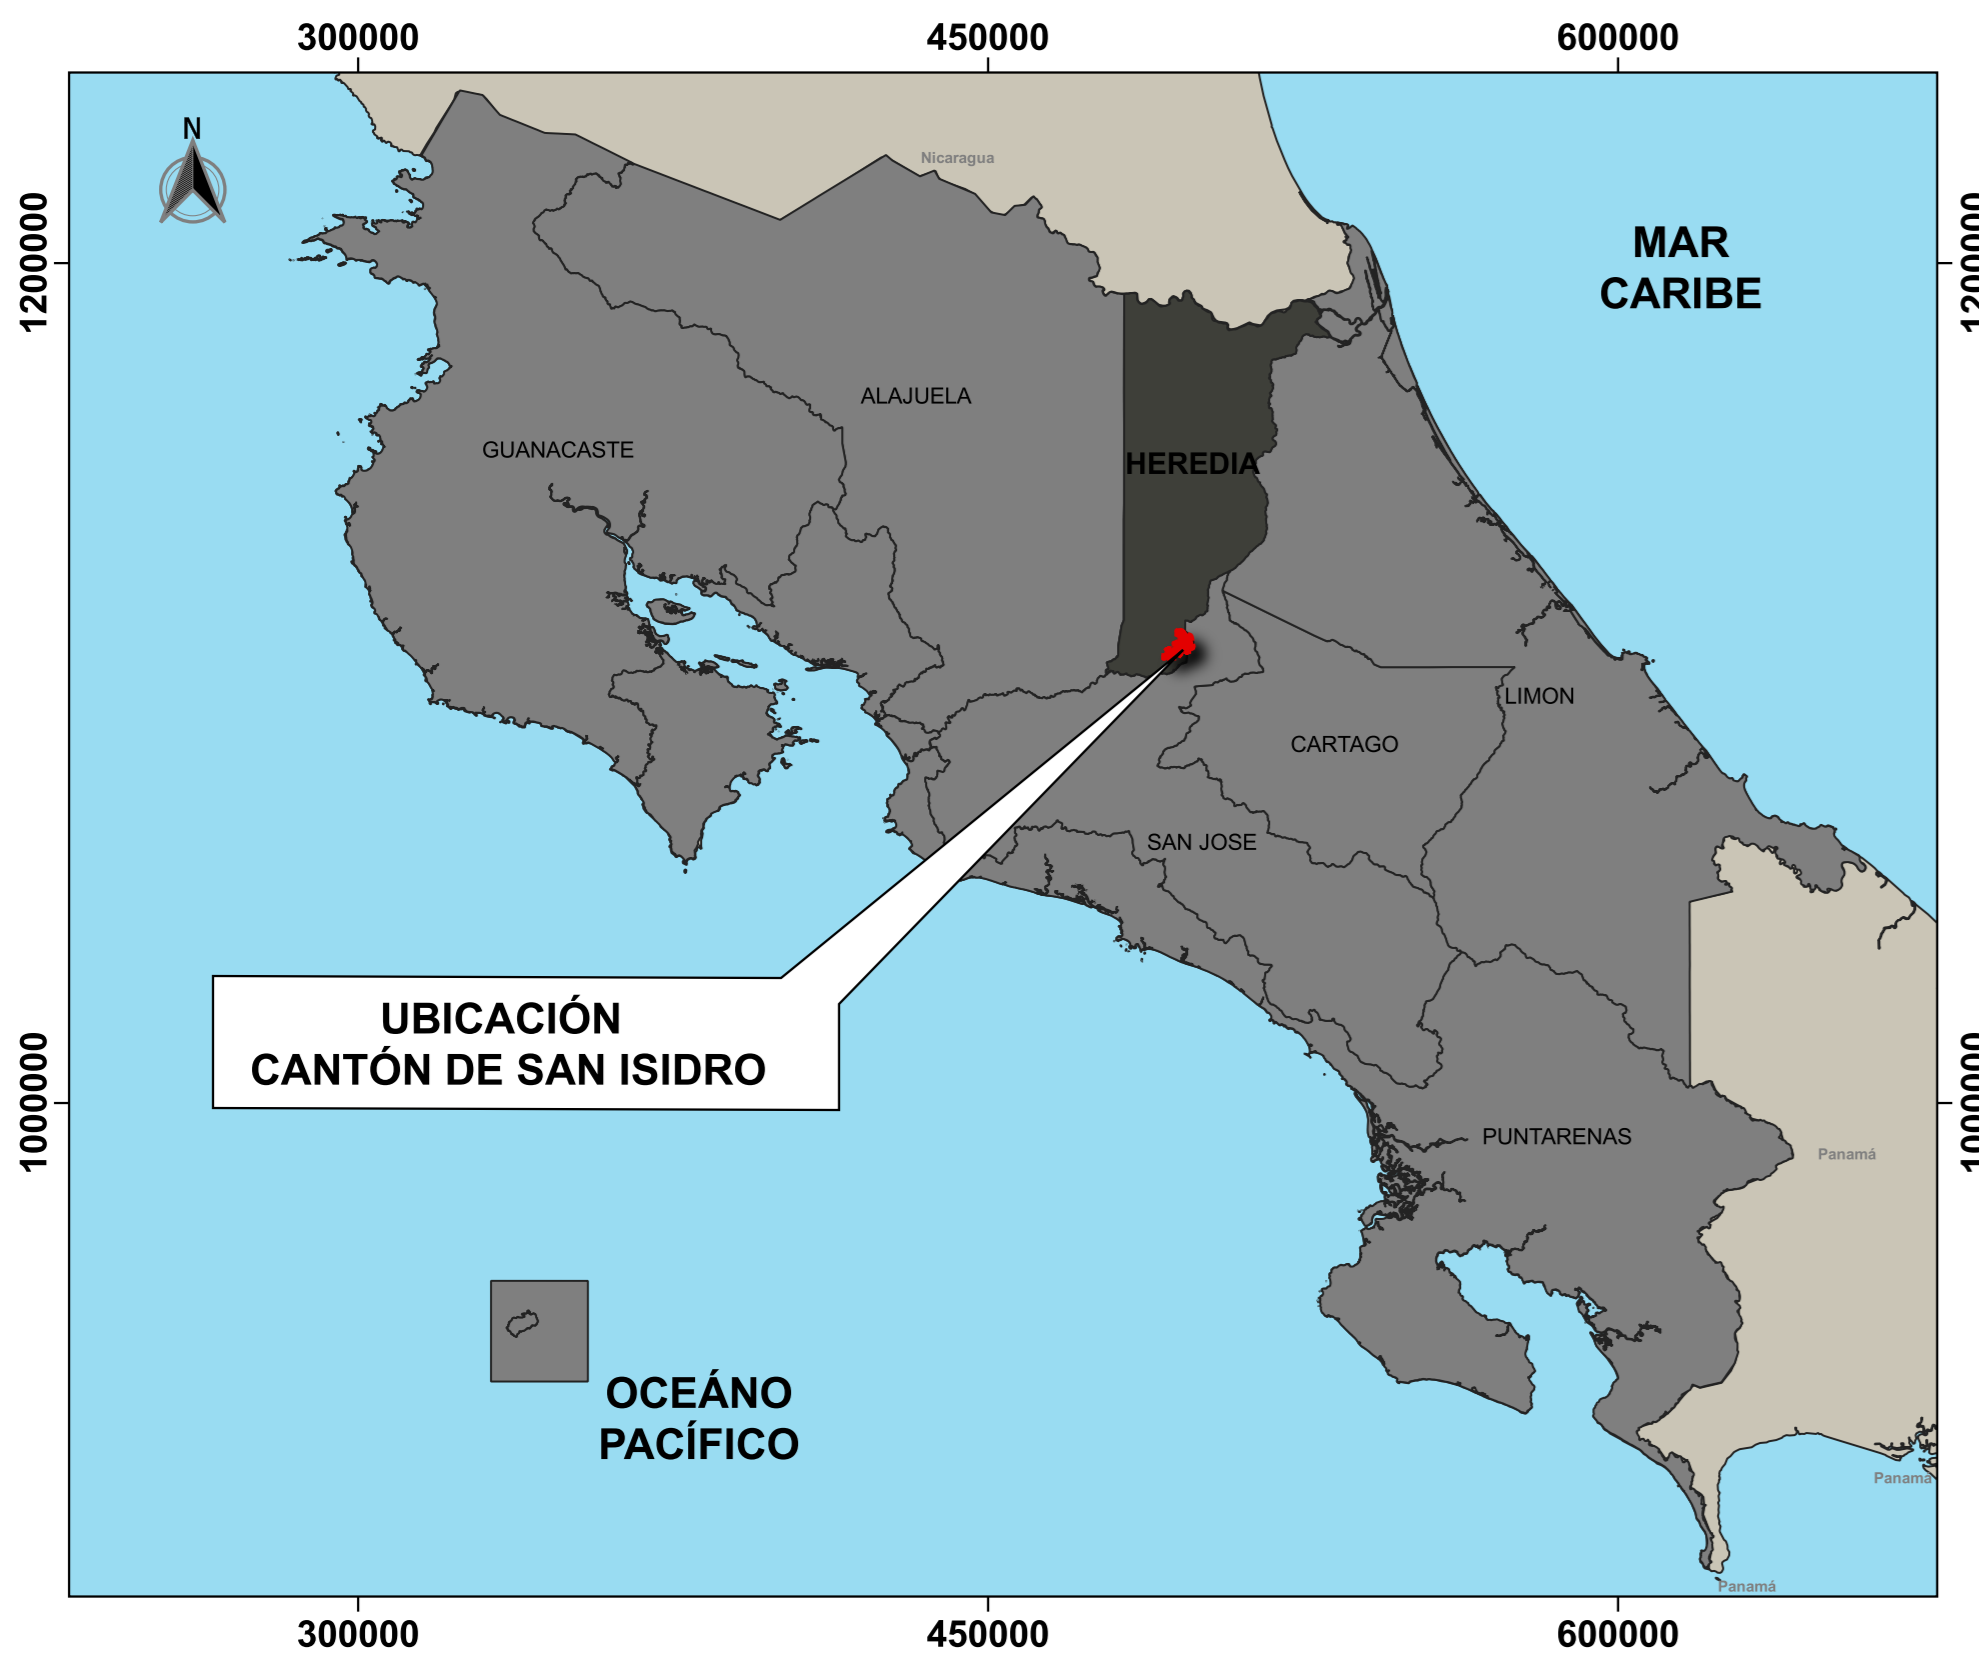 300000
450000
600000
N
Nicaragua
1200000
1200000
MAR
CARIBE
ALAJUELA
GUANACASTE
HEREDIA
LIMON
CARTAGO
SAN JOSE
UBICACIÓN
CANTÓN DE SAN ISIDRO
1000000
1000000
PUNTARENAS
Panamá
OCEÁNO
PACÍFICO
Panamá
Panamá
300000
450000
600000